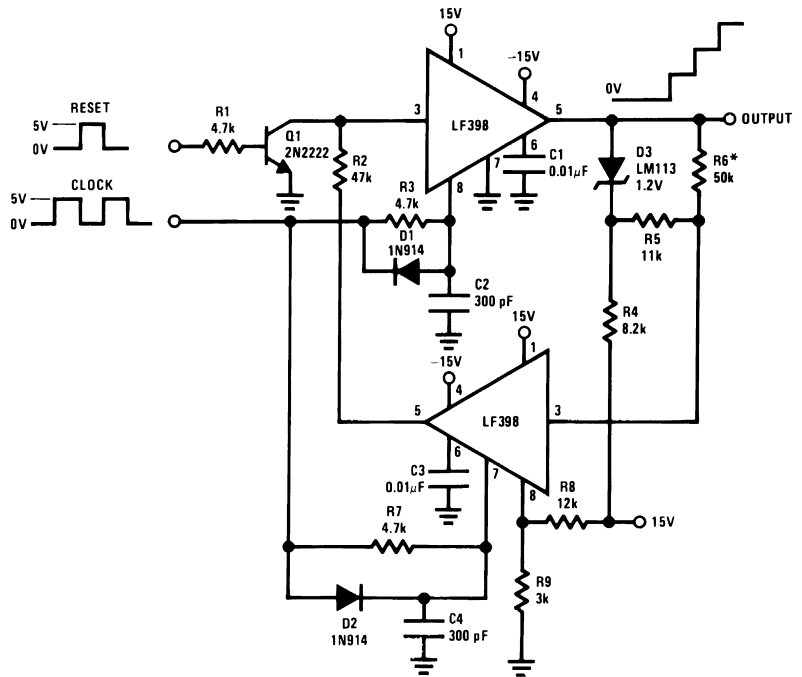 15V
1
-15V
4
0V
RESET
5V
0V
R1
4.7k
Q1
2N2222
3
LF398
5
OUTPUT
6
7
8
C1
0.01µF
D3
LM113
1.2V
R6*
50k
R2
47k
CLOCK
5V
0V
R3
4.7k
D1
1N914
R5
11k
C2
300 pF
R4
8.2k
15V
1
-15V
4
5
LF398
3
6
7
8
C3
0.01µF
R8
12k
15V
R7
4.7k
R9
3k
D2
1N914
C4
300 pF